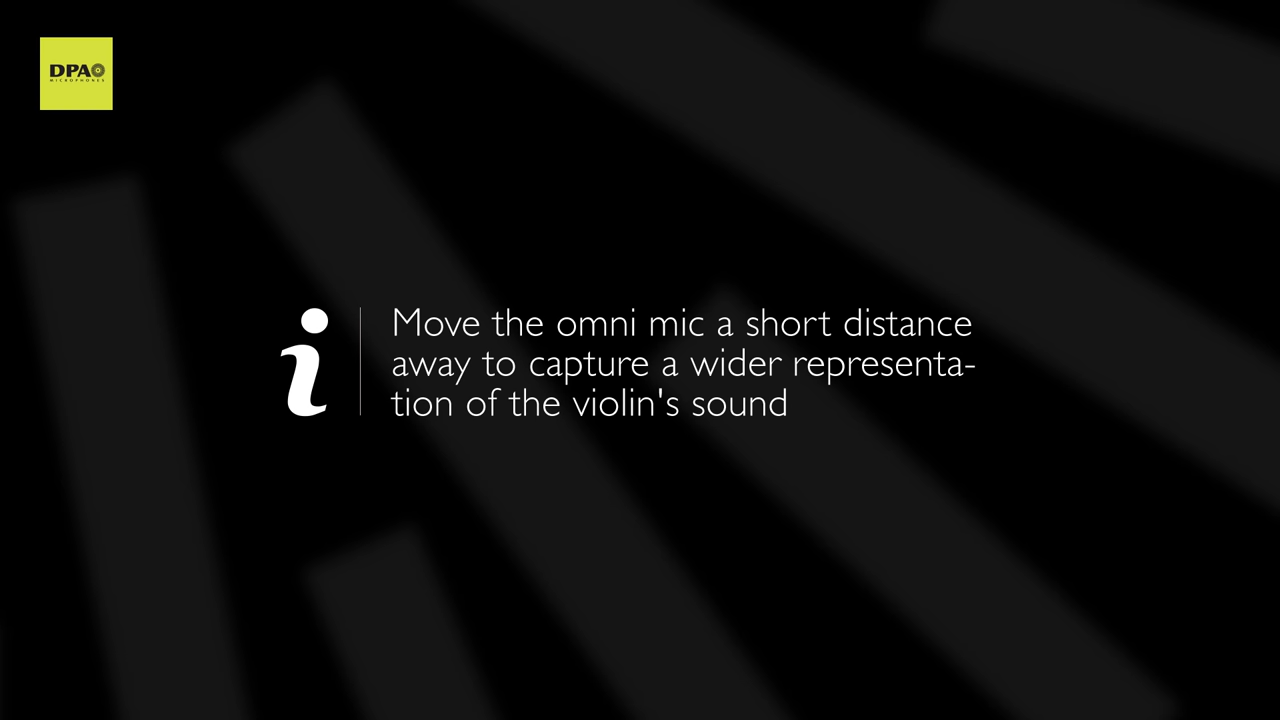 DPA
MICROPHONES
i
Move the omni mic a short distance
away to capture a wider representa-
tion of the violin's sound